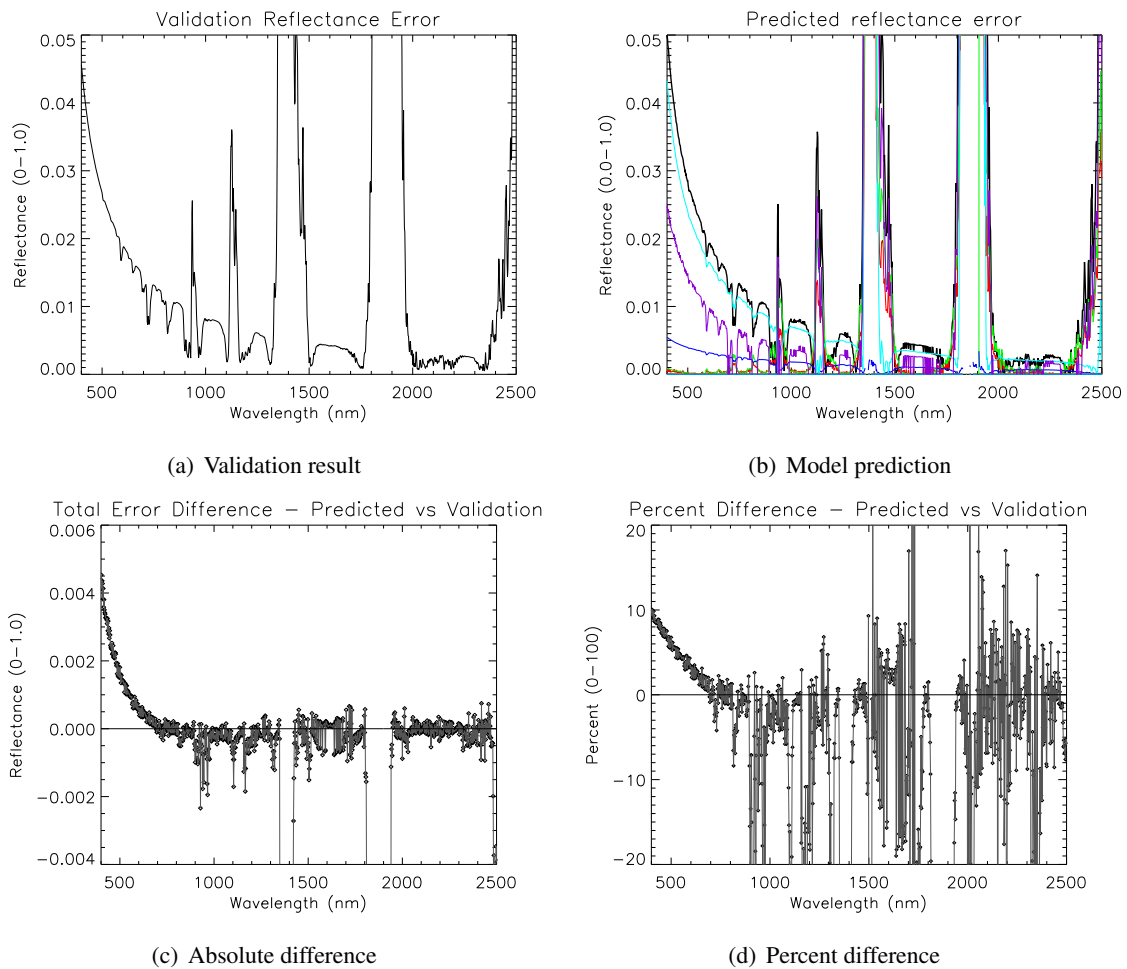 Validation Reflectance Error
0.05
0.04
0.03
0.02
0.01
0.00
Reflectance (0−1.0)
500 1000 1500 2000 2500
Wavelength (nm)
(a) Validation result
Predicted reflectance error
0.05
0.04
0.03
0.02
0.01
0.00
Reflectance (0.0−1.0)
500 1000 1500 2000 2500
Wavelength (nm)
(b) Model prediction
Total Error Difference − Predicted vs Validation
0.006
0.004
0.002
0.000
−0.002
−0.004
Reflectance (0−1.0)
500 1000 1500 2000 2500
Wavelength (nm)
(c) Absolute difference
Percent Difference − Predicted vs Validation
20
10
0
−10
−20
Percent (0−100)
500 1000 1500 2000 2500
Wavelength (nm)
(d) Percent difference